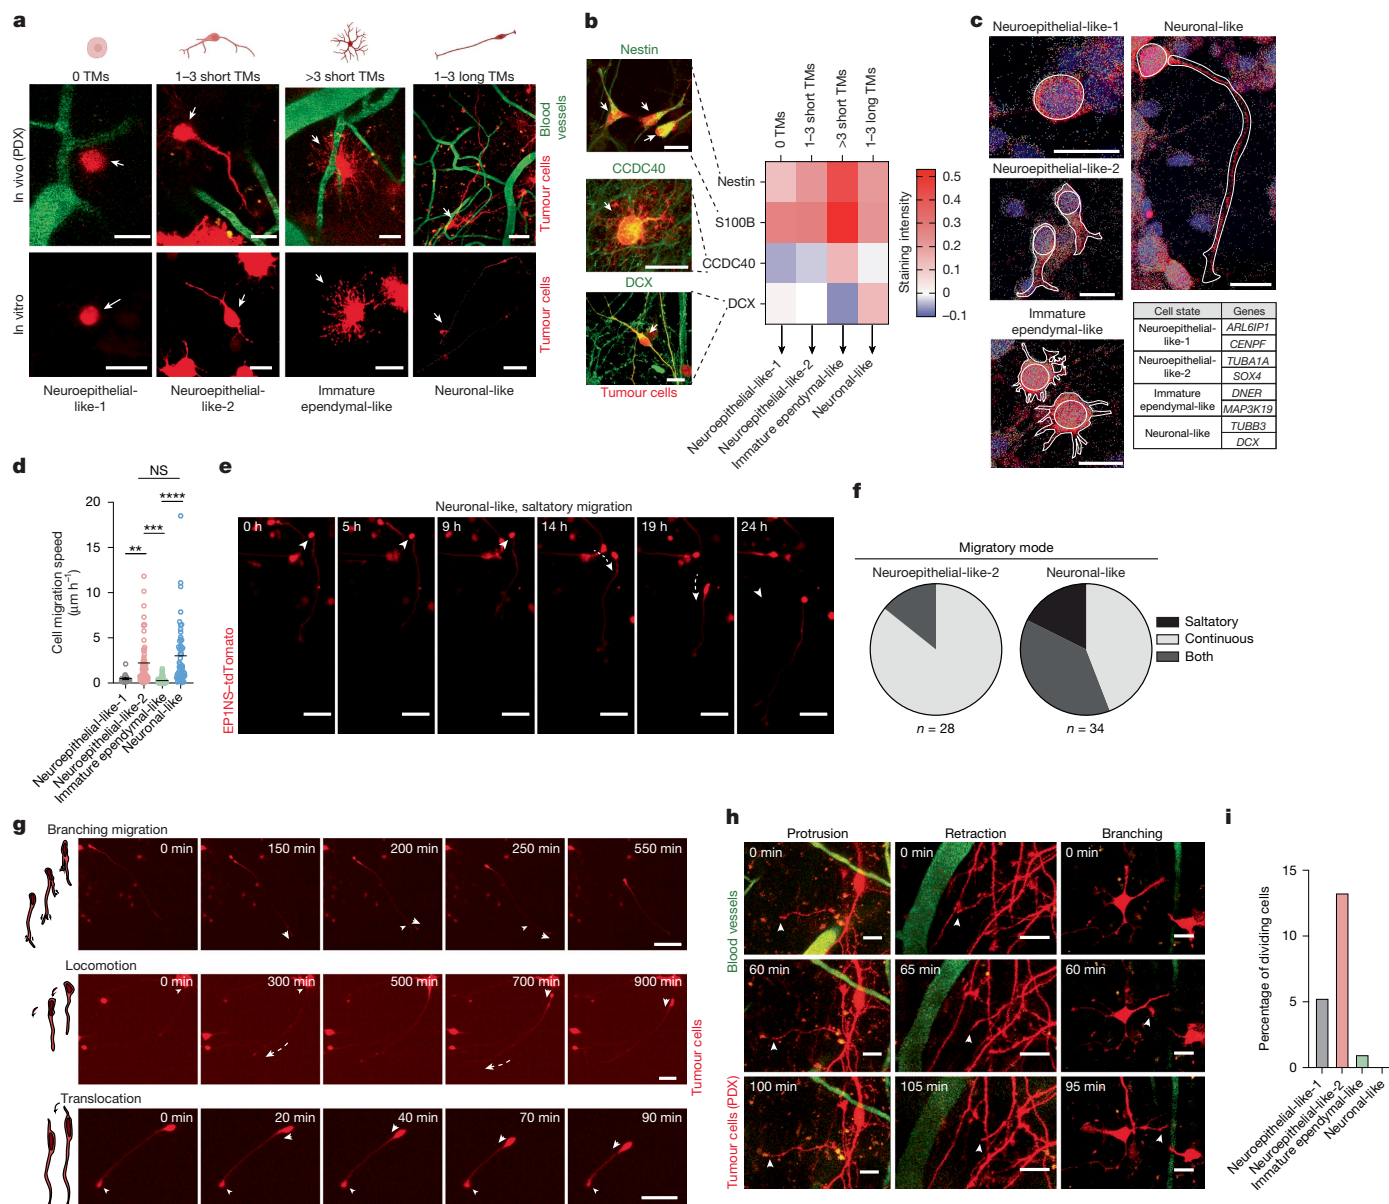 a
0 TMs
1–3 short TMs
>3 short TMs
1–3 long TMs
In vivo (PDX)
Blood vessels
Tumour cells
In vitro
Tumour cells
Neuroepithelial-like-1
Neuroepithelial-like-2
Immature ependymal-like
Neuronal-like
b
Nestin
CCDC40
DCX
Tumour cells
0 TMs
1–3 short TMs
>3 short TMs
1–3 long TMs
Nestin
S100B
CCDC40
DCX
Neuroepithelial-like-1
Neuroepithelial-like-2
Immature ependymal-like
Neuronal-like
Staining intensity
0.5
0.4
0.3
0.2
0.1
0
–0.1
c
Neuroepithelial-like-1
Neuronal-like
Neuroepithelial-like-2
Immature
ependymal-like
Cell state Genes
Neuroepithelial-like-1 ARL6IP1
CENPF
Neuroepithelial-like-2 TUBA1A
SOX4
Immature ependymal-like DNER
MAP3K19
Neuronal-like TUBB3
DCX
d
NS
****
***
**
Cell migration speed
(µm h⁻¹)
20
15
10
5
0
Neuroepithelial-like-1
Neuroepithelial-like-2
Immature ependymal-like
Neuronal-like
e
Neuronal-like, saltatory migration
0 h
5 h
9 h
14 h
19 h
24 h
EP1NS–tdTomato
f
Migratory mode
Neuroepithelial-like-2
Neuronal-like
n = 28
n = 34
Saltatory
Continuous
Both
g
Branching migration
0 min
150 min
200 min
250 min
550 min
Locomotion
0 min
300 min
500 min
700 min
900 min
Translocation
0 min
20 min
40 min
70 min
90 min
Tumour cells
h
Protrusion
Retraction
Branching
0 min
0 min
0 min
60 min
65 min
60 min
100 min
105 min
95 min
Blood vessels
Tumour cells (PDX)
i
Percentage of dividing cells
15
10
5
0
Neuroepithelial-like-1
Neuroepithelial-like-2
Immature ependymal-like
Neuronal-like